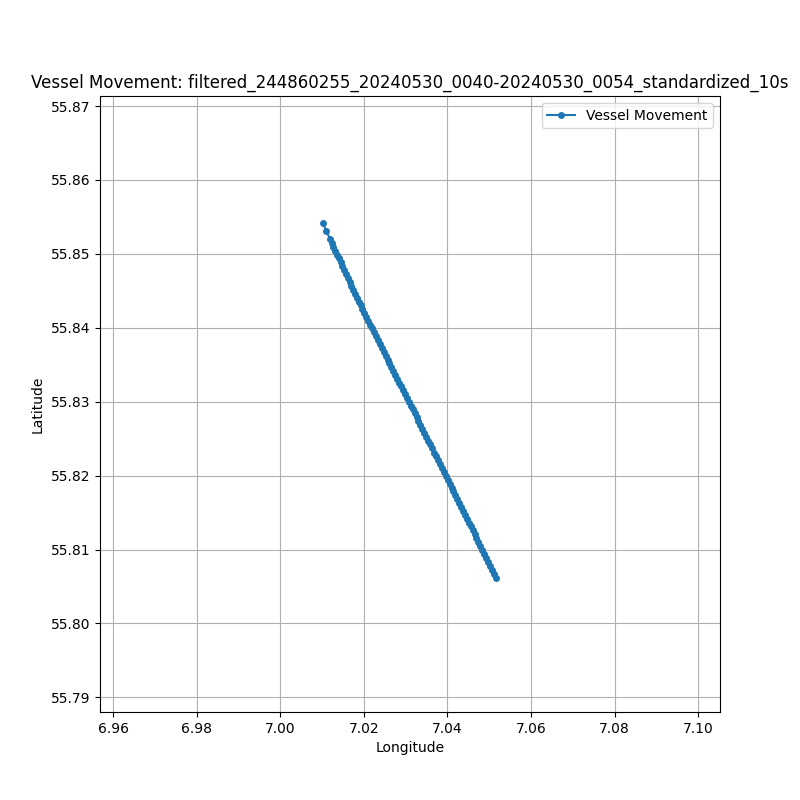 Vessel Movement: filtered_244860255_20240530_0040-20240530_0054_standardized_10s
Vessel Movement
55.87
55.86
55.85
55.84
55.83
55.82
55.81
55.80
55.79
Latitude
6.96 6.98 7.00 7.02 7.04 7.06 7.08 7.10
Longitude